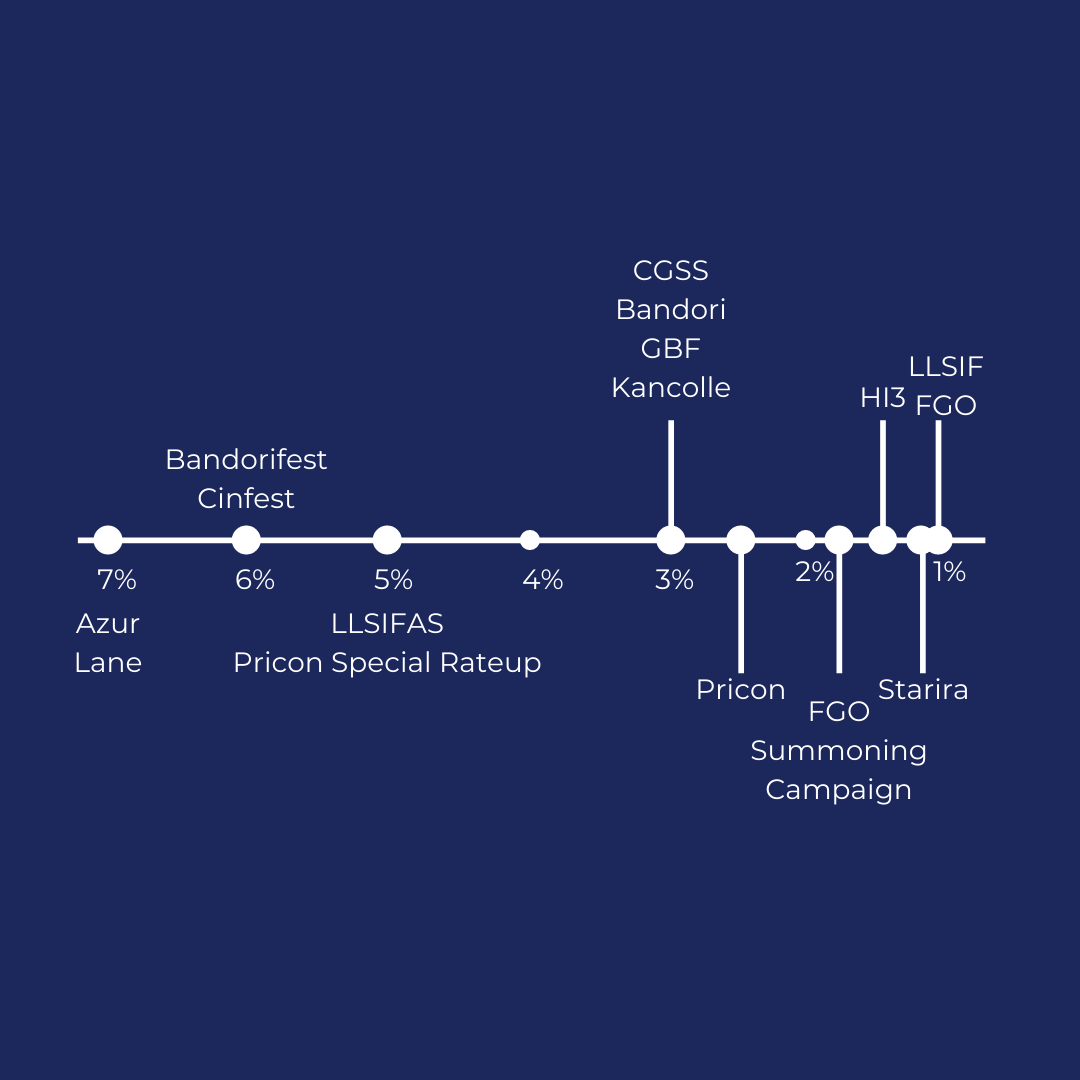 CGSS
Bandori
GBF
Kancolle
HI3
LLSIF
FGO
Bandorifest
Cinfest
7%
6%
5%
4%
3%
2%
1%
Azur
Lane
LLSIFAS
Pricon Special Rateup
Pricon
FGO
Summoning
Campaign
Starira